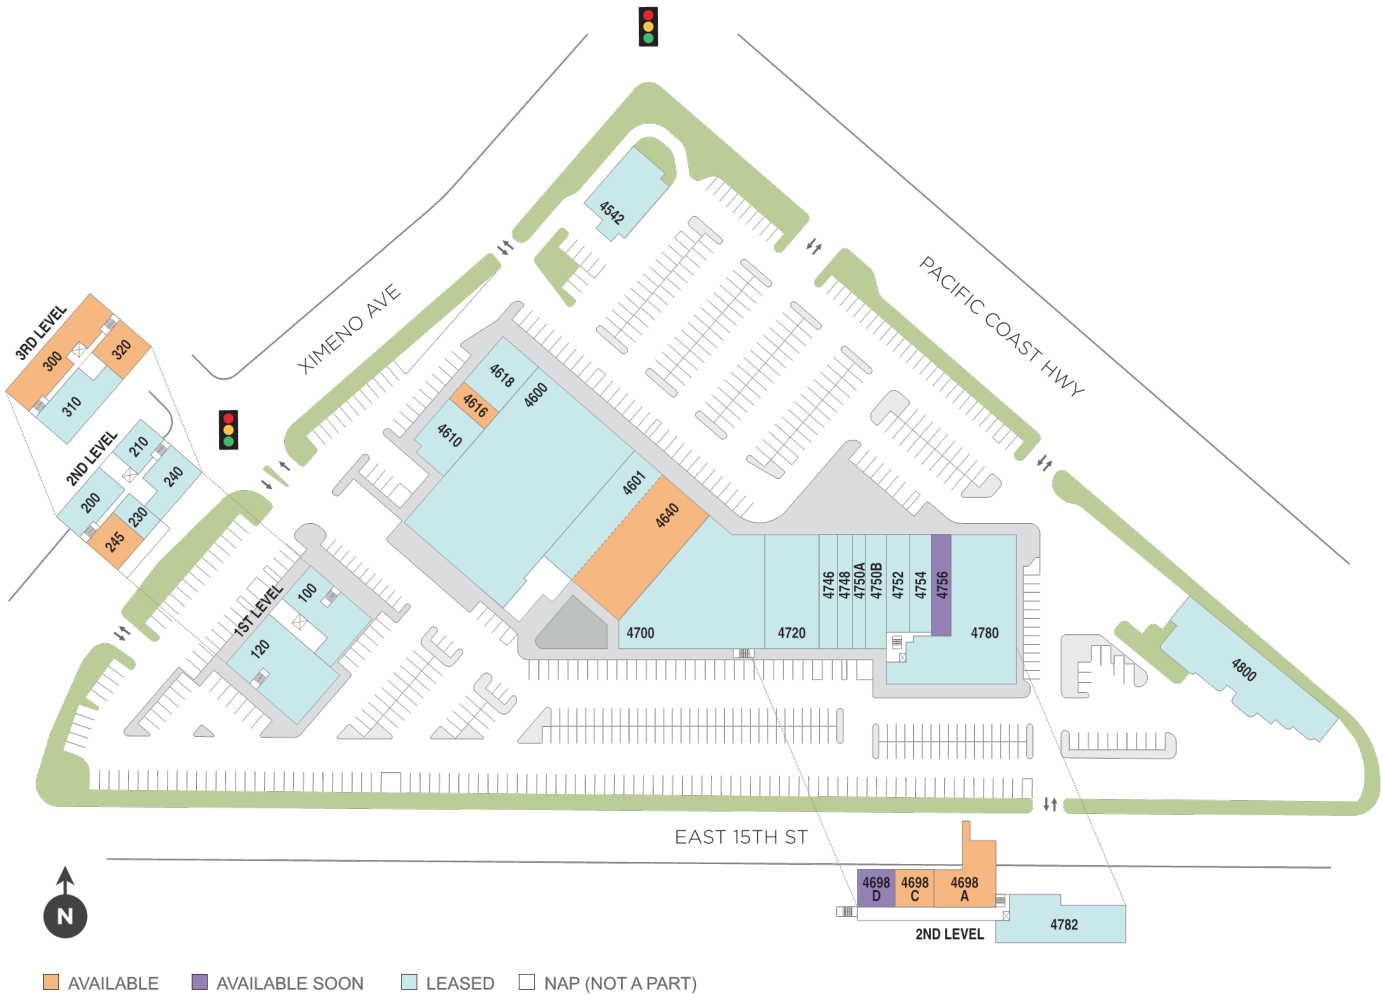 PACIFIC COAST HWY
XIMENO AVE
4542
3RD LEVEL
300
320
310
2ND LEVEL
210
240
200
230
245
4618
4600
4616
4610
4601
4640
1ST LEVEL
100
120
4700
4720
4746
4748
4750A
4750B
4752
4754
4756
4780
4800
EAST 15TH ST
4698
D
4698
C
4698
A
4782
2ND LEVEL
N
AVAILABLE
AVAILABLE SOON
LEASED
NAP (NOT A PART)